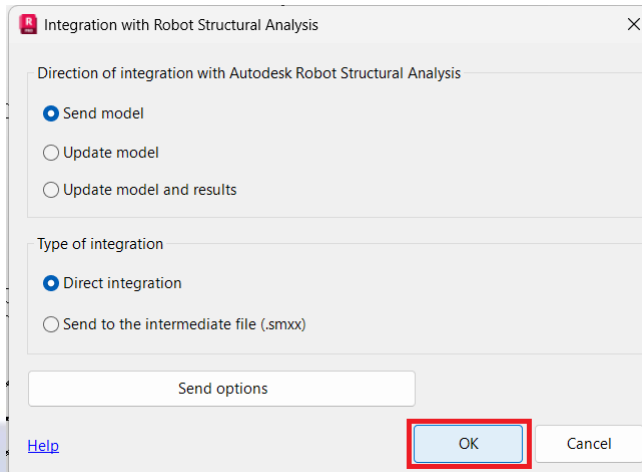 Integration with Robot Structural Analysis
Direction of integration with Autodesk Robot Structural Analysis
Send model
Update model
Update model and results
Type of integration
Direct integration
Send to the intermediate file (.smxx)
Send options
Help OK Cancel